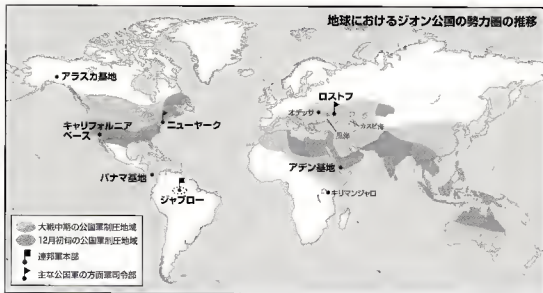 地球におけるジオン公国の勢力圏の推移
アラスカ基地
ロストフ
オデッサ
カスピ海
黒海
キャリフォルニア
ベース
ニューヤーク
アデン基地
パナマ基地
キリマンジャロ
ジャブロー
大戦中期の公国軍制圧地域
12月初旬の公国軍制圧地域
連邦軍本部
主な公国軍の方面軍司令部